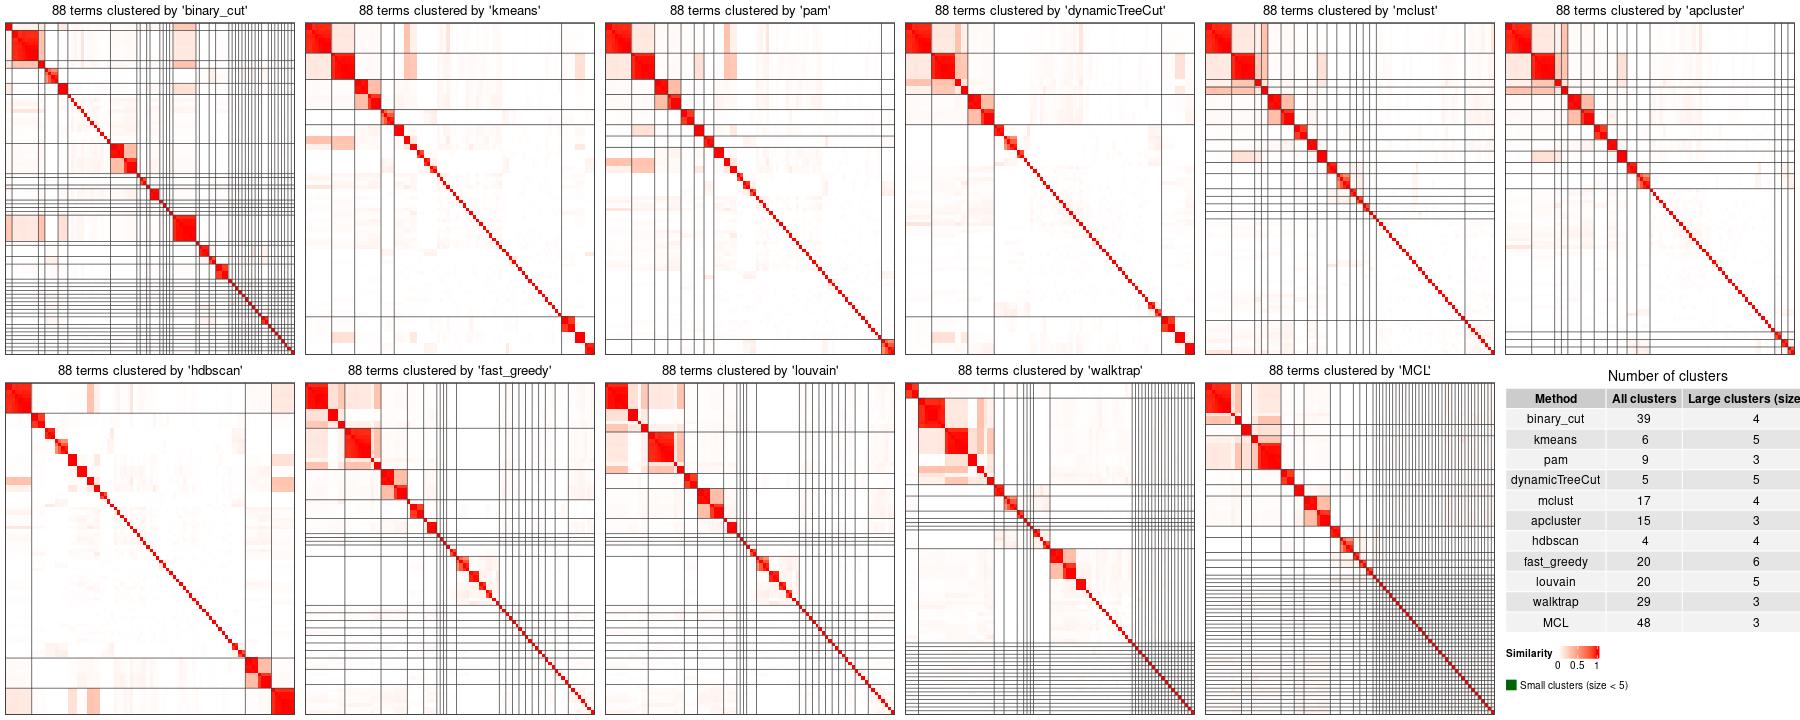 88 terms clustered by 'binary_cut'
88 terms clustered by 'kmeans'
88 terms clustered by 'pam'
88 terms clustered by 'dynamicTreeCut'
88 terms clustered by 'mclust'
88 terms clustered by 'apcluster'
88 terms clustered by 'hdbscan'
88 terms clustered by 'fast_greedy'
88 terms clustered by 'louvain'
88 terms clustered by 'walktrap'
88 terms clustered by 'MCL'
Number of clusters
Method All clusters Large clusters (size
binary_cut 39 4
kmeans 6 5
pam 9 3
dynamicTreeCut 5 5
mclust 17 4
apcluster 15 3
hdbscan 4 4
fast_greedy 20 6
louvain 20 5
walktrap 29 3
MCL 48 3
Similarity
0 0.5 1
Small clusters (size < 5)